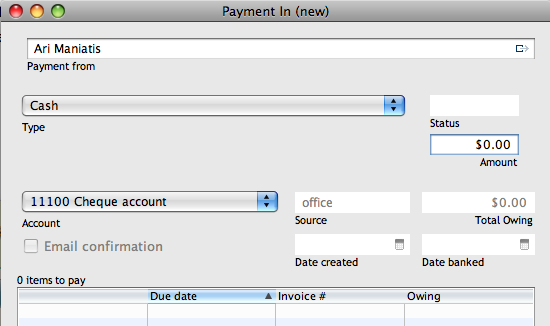 Payment In (new)
Ari Maniatis
Payment from
Cash
Type
Status
$0.00
Amount
11100 Cheque account
Account
office
Source
$0.00
Total Owing
Email confirmation
Date created
Date banked
0 items to pay
Due date Invoice # Owing